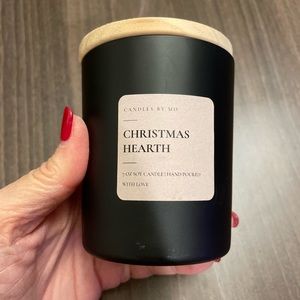 CANDLES BY MO
CHRISTMAS
HEARTH
7 OZ SOY CANDLE | HAND POURED
WITH LOVE